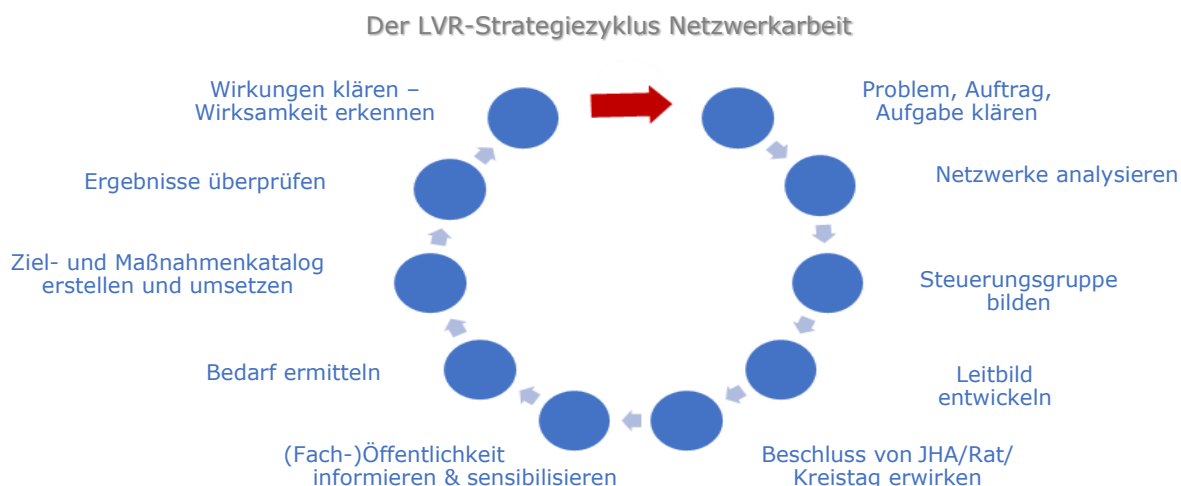 Der LVR-Strategiezyklus Netzwerkarbeit
Problem, Auftrag,
Aufgabe klären
Netzwerke analysieren
Steuerungsgruppe
bilden
Leitbild
entwickeln
Beschluss von JHA/Rat/
Kreistag erwirken
(Fach-)Öffentlichkeit
informieren & sensibilisieren
Bedarf ermitteln
Ziel- und Maßnahmenkatalog
erstellen und umsetzen
Ergebnisse überprüfen
Wirkungen klären –
Wirksamkeit erkennen